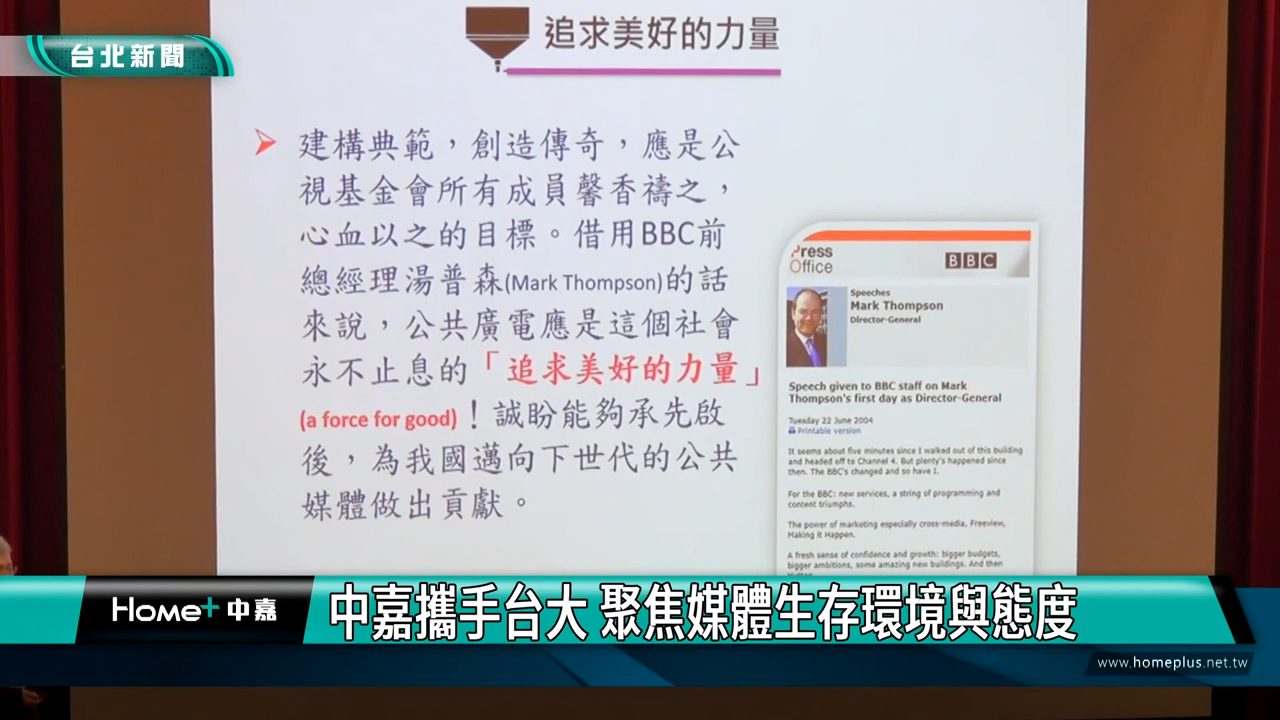 追求美好的力量
台北新聞
建構典範，創造傳奇，應是公
視基金會所有成員馨香禱之，
心血以之的目標。借用BBC前
總經理湯普森(Mark Thompson)的話
來說，公共廣電應是這個社會
永不止息的「追求美好的力量」
(a force for good)！誠盼能夠承先啟
後，為我國邁向下世代的公共
媒體做出貢獻。
Press
Office
BBC
Speeches
Mark Thompson
Director-General
Speech given to BBC staff on Mark
Thompson's first day as Director-General
Tuesday 22 June 2004
Printable version
It seems about five minutes since I walked out of this building
and headed off to Channel 4. But plenty's happened since
then. The BBC's changed and so have I.
For the BBC: new services, a string of programming and
content triumphs.
The power of marketing especially cross-media, Freeview,
Making it Happen.
A fresh sense of confidence and growth: bigger budgets,
bigger ambitions, some amazing new buildings. And then
Home+ 中嘉
中嘉攜手台大 聚焦媒體生存環境與態度
www.homeplus.net.tw